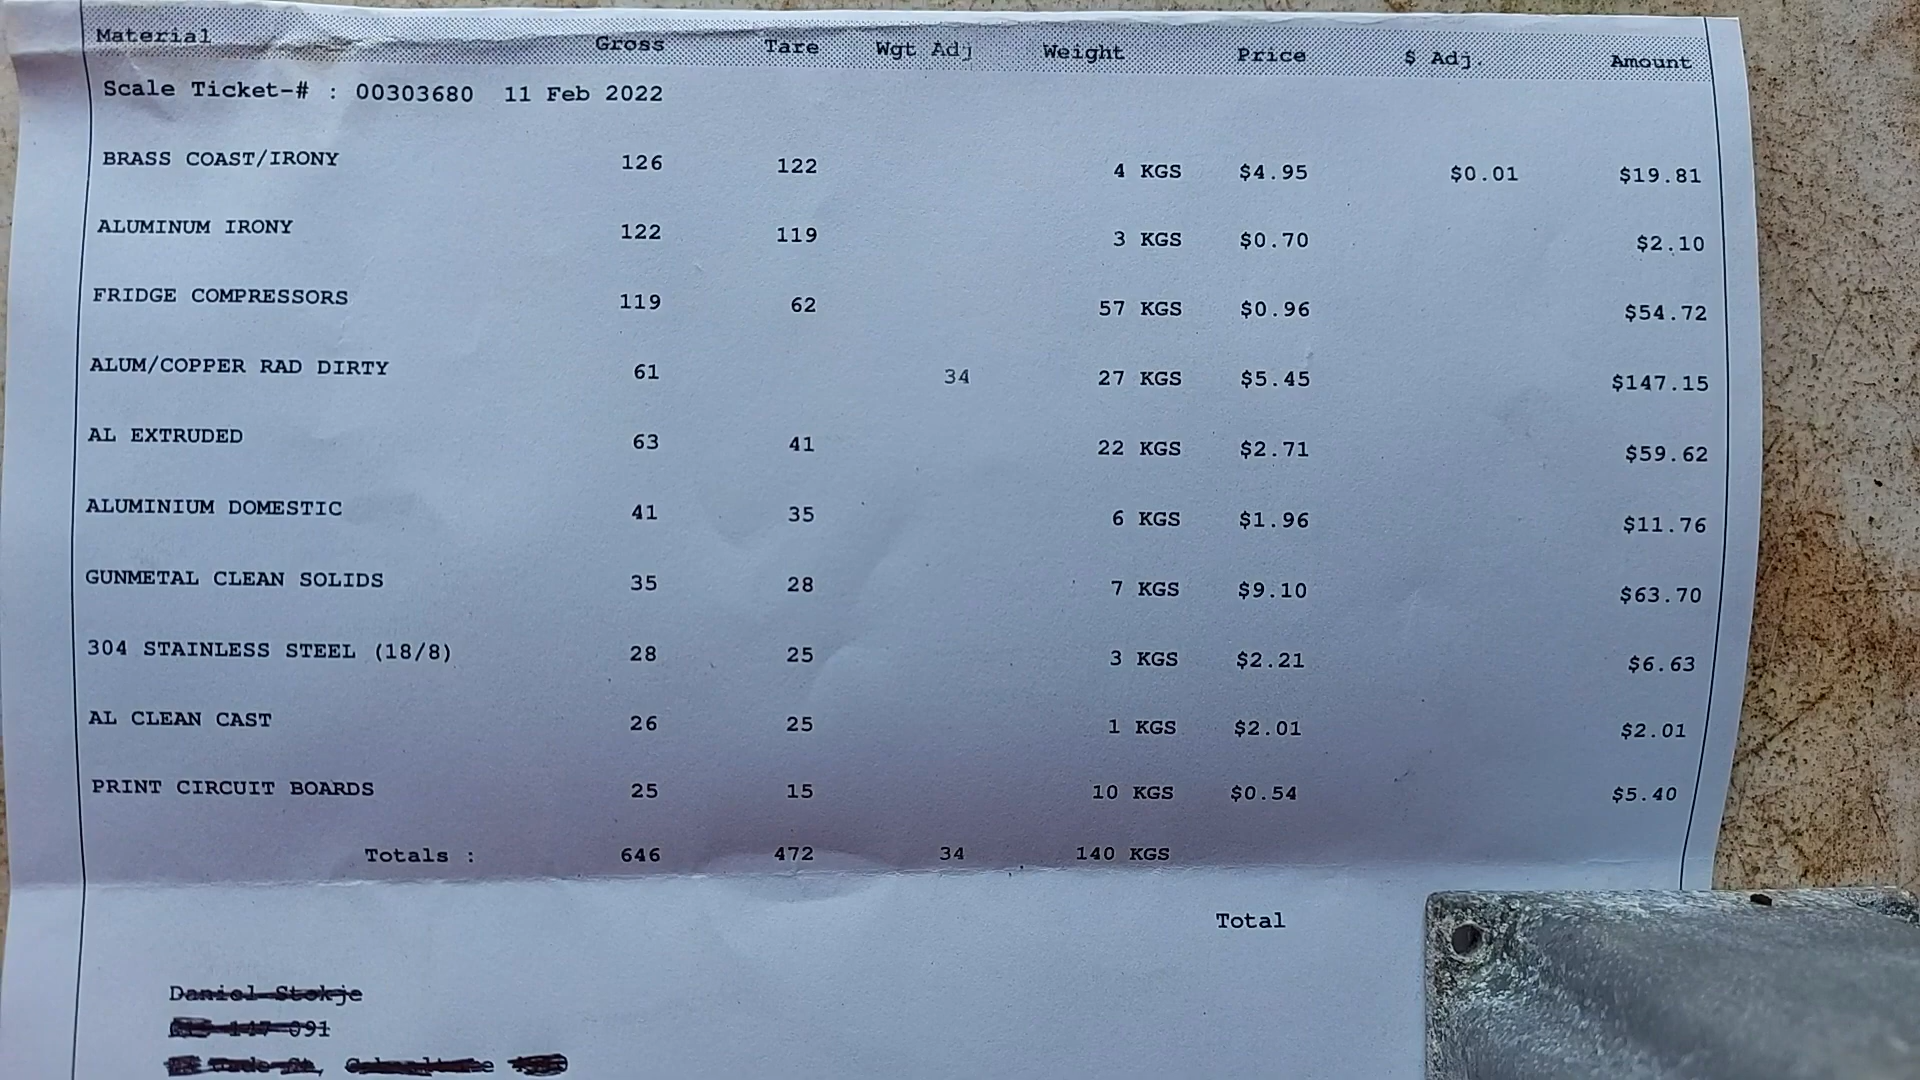 Material Gross Tare Wgt Adj Weight Price $ Adj. Amount
Scale Ticket-# : 00303680 11 Feb 2022
BRASS COAST/IRONY 126 122 4 KGS $4.95 $0.01 $19.81
ALUMINUM IRONY 122 119 3 KGS $0.70 $2.10
FRIDGE COMPRESSORS 119 62 57 KGS $0.96 $54.72
ALUM/COPPER RAD DIRTY 61 34 27 KGS $5.45 $147.15
AL EXTRUDED 63 41 22 KGS $2.71 $59.62
ALUMINIUM DOMESTIC 41 35 6 KGS $1.96 $11.76
GUNMETAL CLEAN SOLIDS 35 28 7 KGS $9.10 $63.70
304 STAINLESS STEEL (18/8) 28 25 3 KGS $2.21 $6.63
AL CLEAN CAST 26 25 1 KGS $2.01 $2.01
PRINT CIRCUIT BOARDS 25 15 10 KGS $0.54 $5.40
Totals : 646 472 34 140 KGS
Total